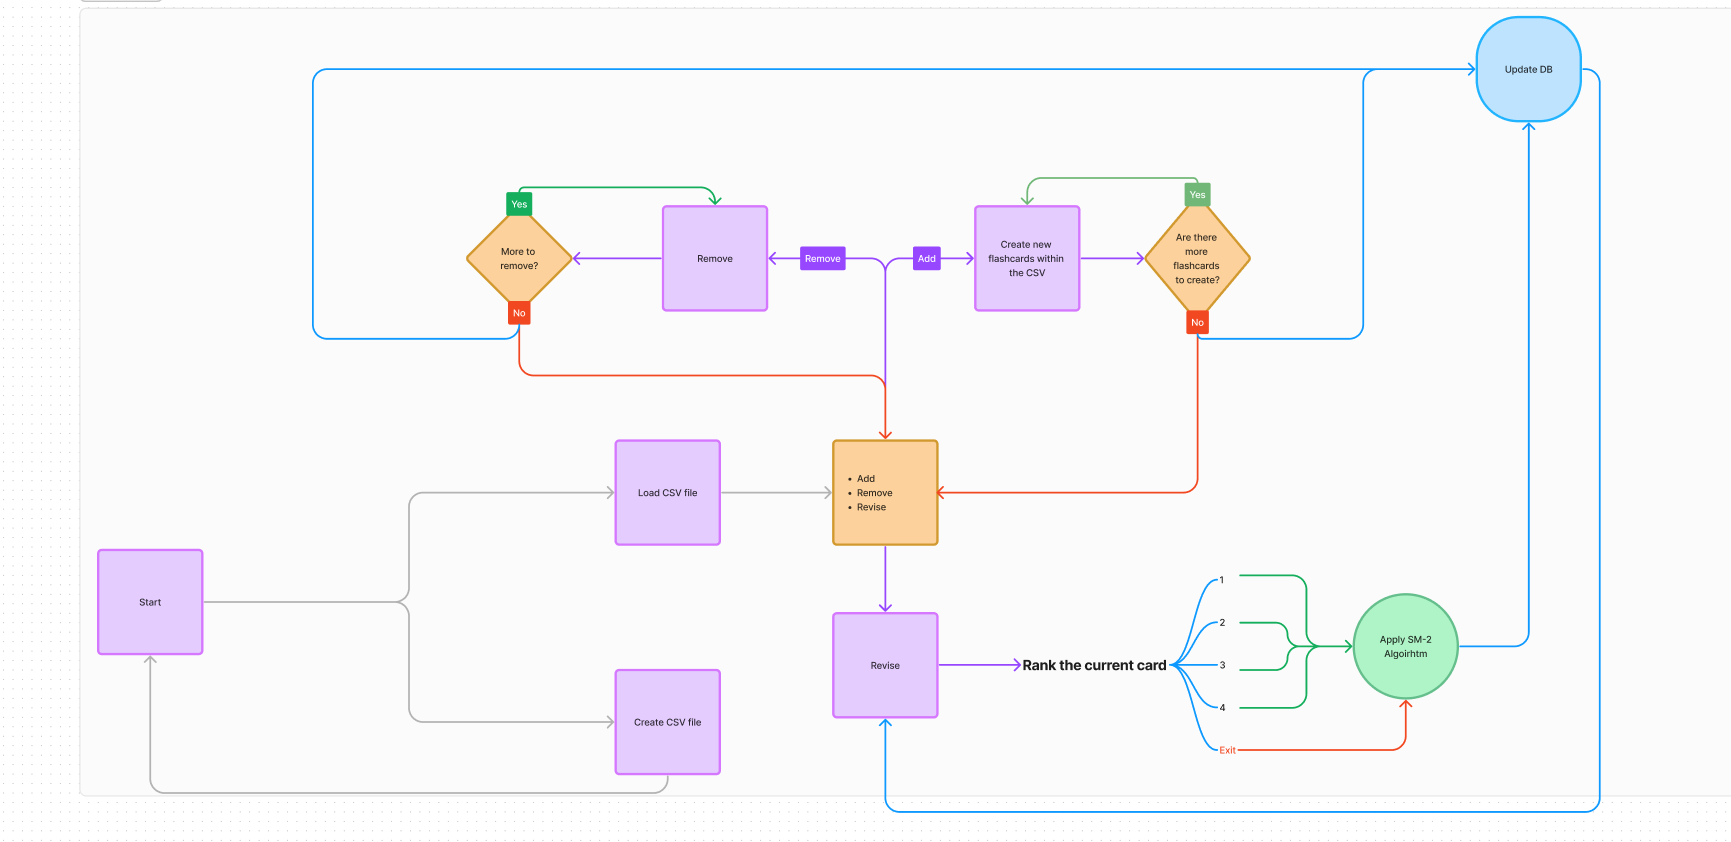 Update DB
Yes
Yes
More to
remove?
Remove
Remove
Add
Create new
flashcards within
the CSV
Are there
more
flashcards
to create?
No
No
Load CSV file
• Add
• Remove
• Revise
Start
1
2
3
4
Exit
Apply SM-2
Algoirhtm
Revise
Rank the current card
Create CSV file